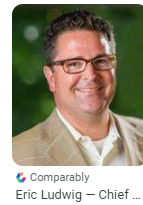 Comparably
Eric Ludwig — Chief ...